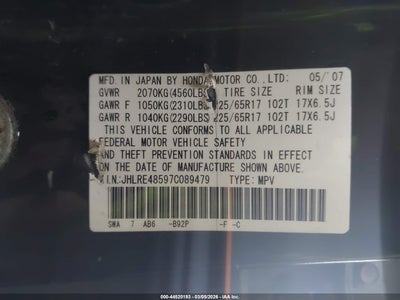 MFD. IN JAPAN BY HONDA MOTOR CO., LTD: 05/'07
GVWR 2070KG(4560LBS) TIRE SIZE RIM SIZE
GAWR F 1050KG(2310LBS) 225/65R17 102T 17X6.5J
GAWR R 1040KG(2290LBS) 225/65R17 102T 17X6.5J
THIS VEHICLE CONFORMS TO ALL APPLICABLE
FEDERAL MOTOR VEHICLE SAFETY
AND THEFT PREVENTION STANDARDS IN EFFECT
ON THE DATE OF MANUFACTURE SHOWN ABOVE.
V.I.N:JHLRE48597C089479 TYPE: MPV
SWA 7 AB6 -B92P -F -C
000-44520193 - 03/09/2026 - IAAI.COM